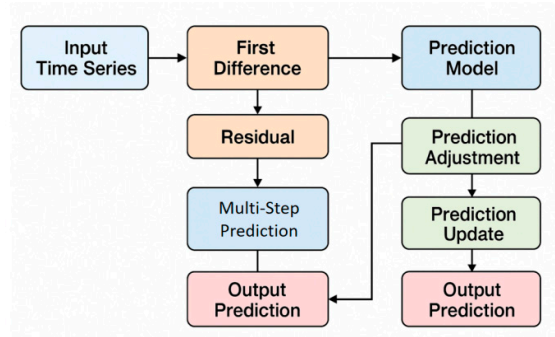 Input
Time Series
First
Difference
Prediction
Model
Residual
Prediction
Adjustment
Multi-Step
Prediction
Prediction
Update
Output
Prediction
Output
Prediction